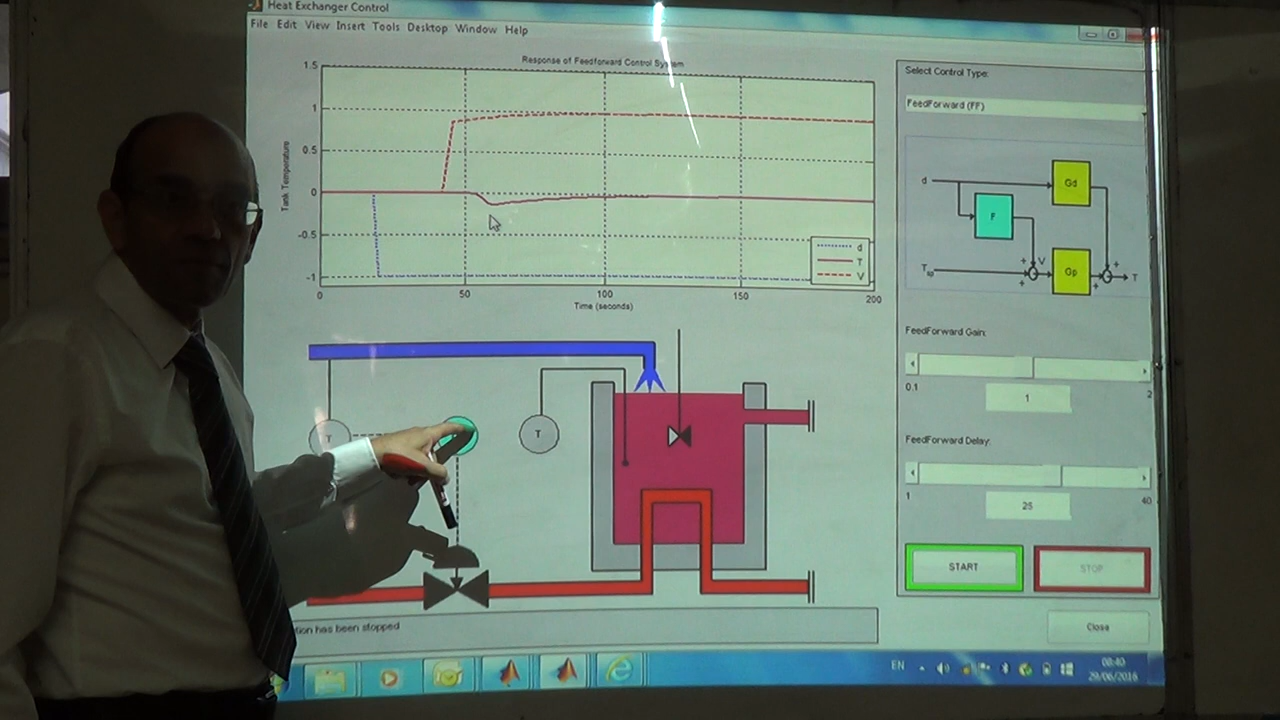 Heat Exchanger Control
File Edit View Insert Tools Desktop Window Help
Response of Feedforward Control System
Tank Temperature
1.5
1
0.5
0
-0.5
-1
0 50 100 150 200
Time (seconds)
d
T
V
Select Control Type:
FeedForward (FF)
d
Gd
F
V
Tsp
Gp
T
+ + + +
FeedForward Gain:
0.1 2
1
FeedForward Delay:
1 40
25
START STOP
T
T
tion has been stopped
Close
EN
08:40
29/06/2016